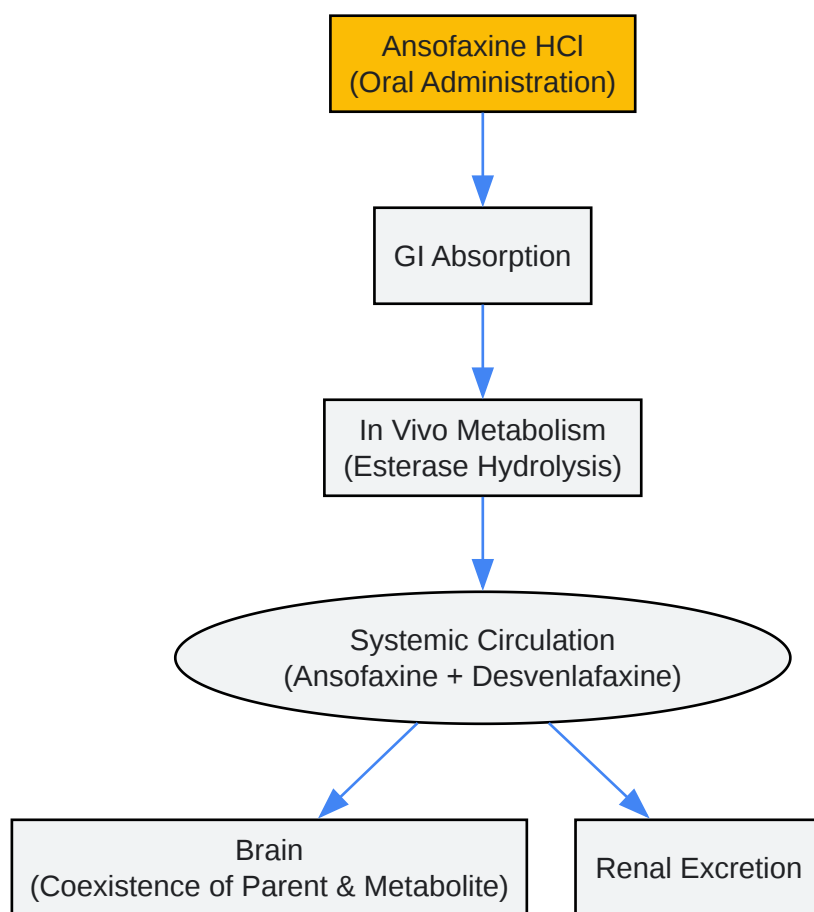 Ansofaxine HCl
(Oral Administration)
GI Absorption
In Vivo Metabolism
(Esterase Hydrolysis)
Systemic Circulation
(Ansofaxine + Desvenlafaxine)
Brain
(Coexistence of Parent & Metabolite)
Renal Excretion